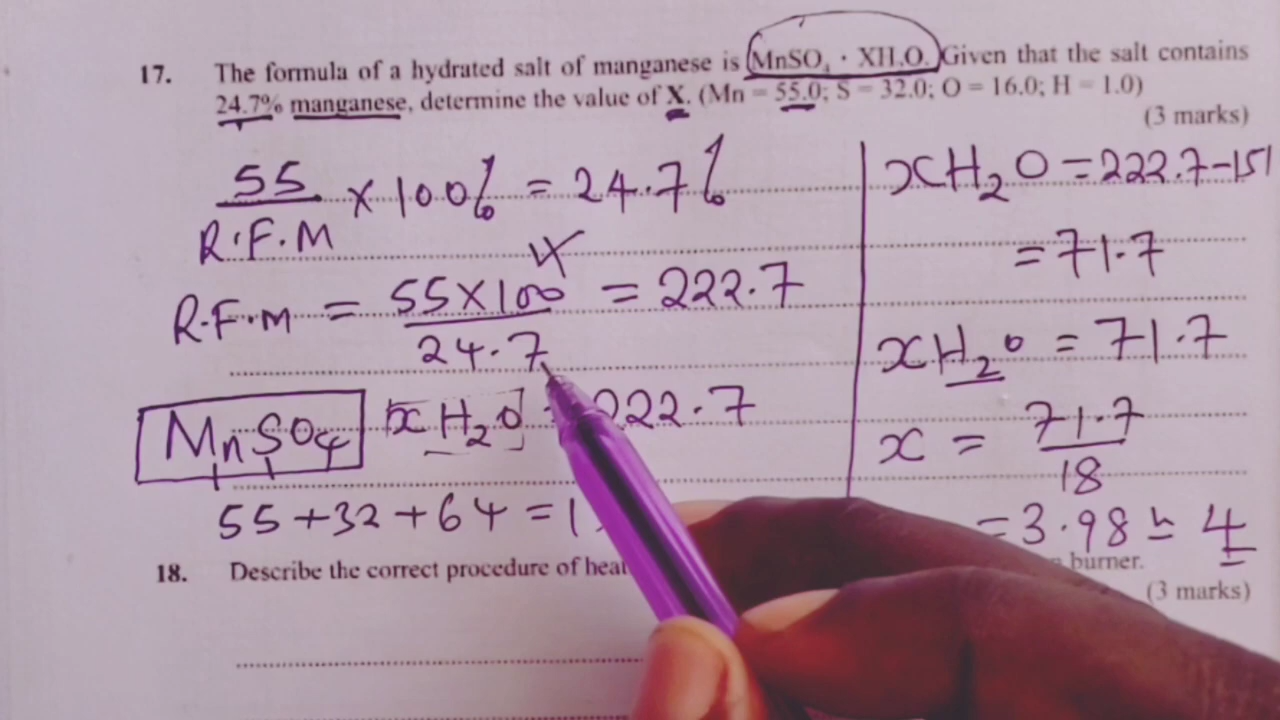 17. The formula of a hydrated salt of manganese is MnSO₄ · XH₂O. Given that the salt contains
24.7% manganese, determine the value of X. (Mn = 55.0; S = 32.0; O = 16.0; H = 1.0)
(3 marks)
55/R.F.M × 100% = 24.7%
R.F.M = 55×100/24.7 = 222.7
MnSO₄ xH₂O = 222.7
55+32+64 = 1
xH₂O = 222.7-151
= 71.7
xH₂O = 71.7
x = 71.7/18
= 3.98 ≃ 4
18. Describe the correct procedure of burner.
(3 marks)